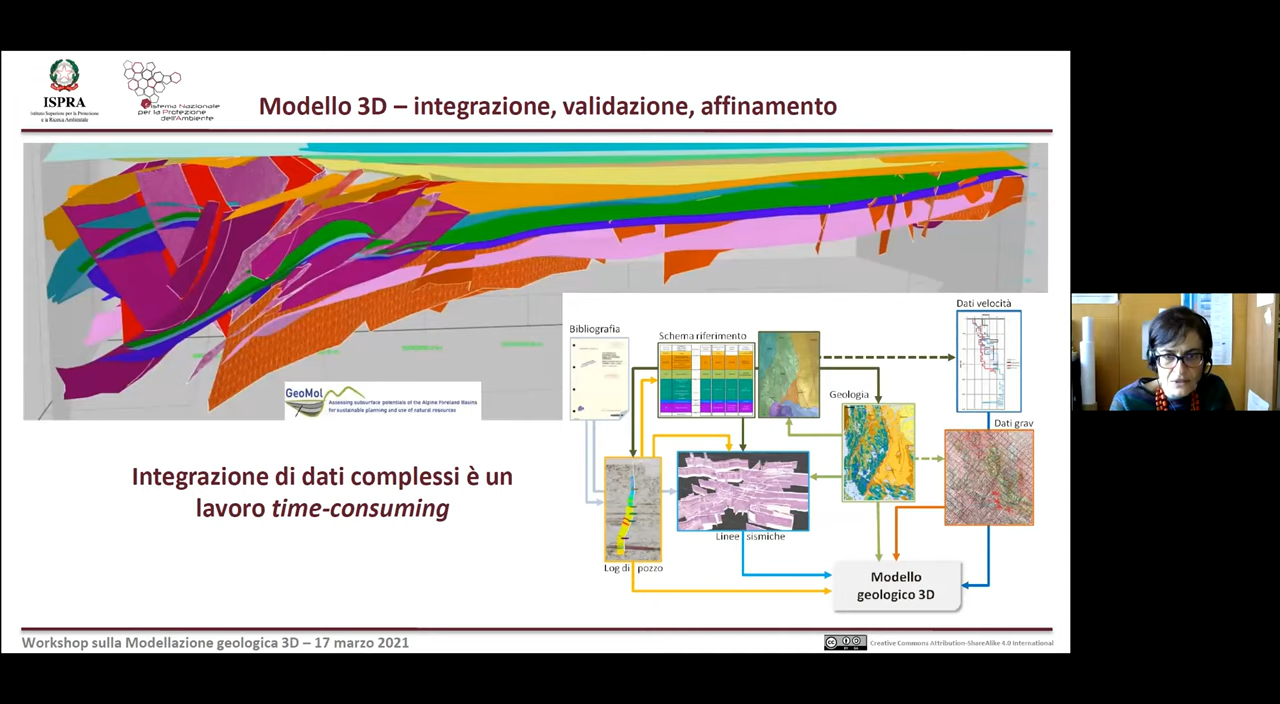 ISPRA
Istituto Superiore per la Protezione
e la Ricerca Ambientale
Sistema Nazionale
per la Protezione
dell'Ambiente
Modello 3D – integrazione, validazione, affinamento
GeoMol
Assessing subsurface potentials of the Alpine Foreland Basins
for sustainable planning and use of natural resources
Integrazione di dati complessi è un
lavoro time-consuming
Bibliografia
Schema riferimento
Dati velocità
Geologia
Dati grav
Linee sismiche
Log di pozzo
Modello
geologico 3D
Workshop sulla Modellazione geologica 3D – 17 marzo 2021
Creative Commons Attribution-ShareAlike 4.0 International